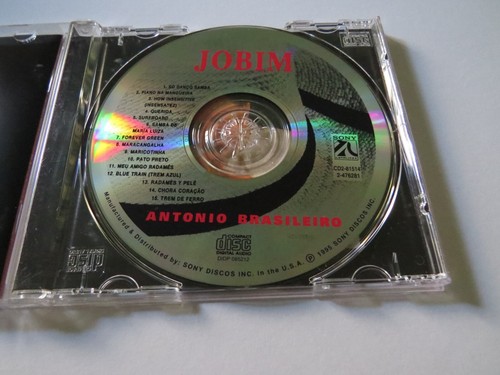 JOBIM
1. SÓ DANÇO SAMBA
2. PIANO NA MANGUEIRA
3. HOW INSENSITIVE
(INSENSATEZ)
4. QUERIDA
5. SURFBOARD
6. SAMBA DE
MARIA LUIZA
7. FOREVER GREEN
8. MARACANGALHA
9. MARICOTINHA
10. PATO PRETO
11. MEU AMIGO RADAMÉS
12. BLUE TRAIN (TREM AZUL)
13. RADAMÉS Y PELÉ
14. CHORA CORAÇÃO
15. TREM DE FERRO
SONY
CDZ-81514
2-476281
ANTONIO BRASILEIRO
COMPACT
disc
DIGITAL AUDIO
Manufactured & Distributed by: SONY DISCOS INC. in the U.S.A. ℗ 1995 SONY DISCOS INC.